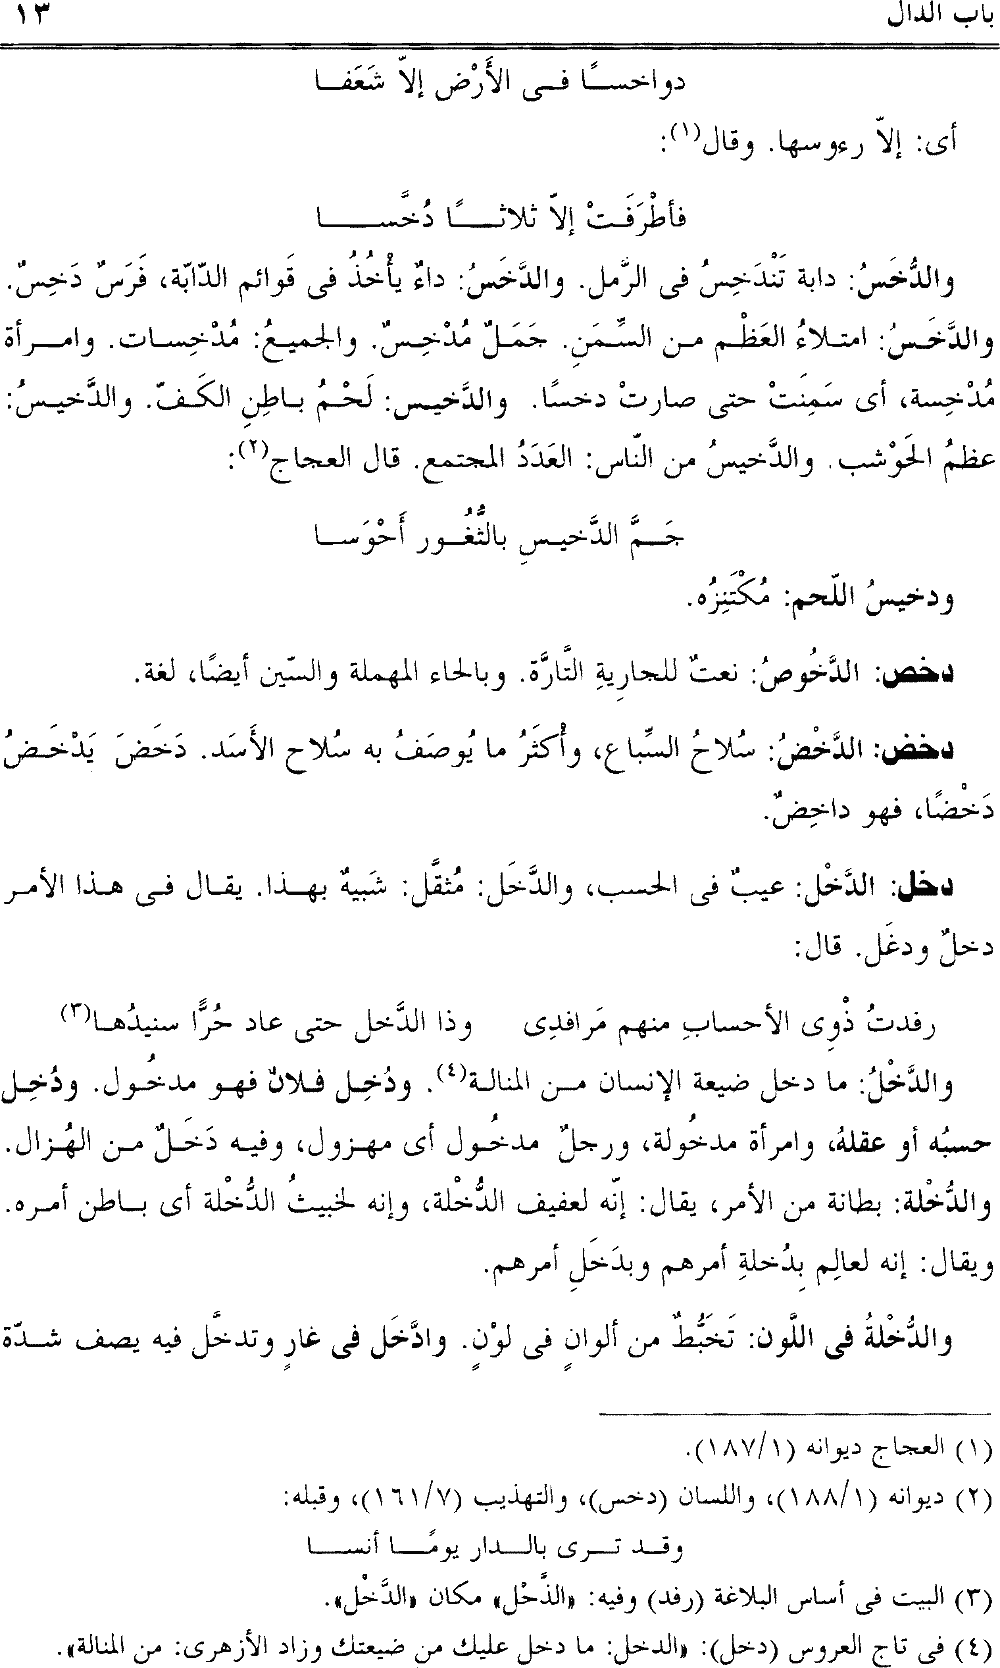 باب الدال ١٣
دواخسًا فى الأَرْض إلاّ شَعَفا
أى: إلاّ رءوسها. وقال(١):
فأطْرَفَتْ إلاّ ثلاثًا دُخَّسا
والدُّخَسُ: دابة تَنْدَخِسُ فى الرَّمل. والدَّخَسُ: داءٌ يأْخُذُ فى قَوائم الدّابّة، فَرَسٌ دَخِسٌ.
والدَّخَسُ: امتلاءُ العَظْم من السِّمَنِ. جَمَلٌ مُدْخِسٌ. والجميعُ: مُدْخِسات. وامرأة
مُدْخِسة، أى سَمِنَتْ حتى صارتْ دخسًا. والدَّخيس: لَحْمُ باطِنِ الكَفّ. والدَّخيسُ:
عظمُ الحَوْشب. والدَّخيسُ من النّاس: العَدَدُ المجتمع. قال العجاج(٢):
جَمَّ الدَّخيسِ بالثُّغُور أَحْوَسا
ودخيسُ اللّحم: مُكْتَنِزُه.
دخص: الدَّخُوصُ: نعتٌ للجارِيةِ التَّارَّة. وبالحاء المهملة والسّين أيضًا، لغة.
دخض: الدَّخْضُ: سُلاحُ السِّباع، وأْكثَرُ ما يُوصَفُ به سُلاح الأَسَد. دَخَضَ يَدْخَضُ
دَخْضًا، فهو داخِضٌ.
دخل: الدَّخْل: عيبٌ فى الحسب، والدَّخَل: مُثقَّل: شَبيهٌ بهذا. يقال فى هذا الأمر
دخلٌ ودغَل. قال:
رفدتُ ذْوِى الأحسابِ منهم مَرافدِى وذا الدَّخل حتى عاد حُرًّا سنيدُها(٣)
والدَّخْلُ: ما دخل ضيعة الإنسان من المنالة(٤). ودُخِل فلانٌ فهو مدخُول. ودُخِل
حسبُه أو عقلهُ، وامرأة مدخُولة، ورجلٌ مدخُول أى مهزول، وفيه دَخَلٌ من الهُزال.
والدُّخْلة: بطانة من الأمر، يقال: إنّه لعفيف الدُّخْلة، وإنه لخبيثُ الدُّخْلة أى باطن أمره.
ويقال: إنه لعالِم بِدُخلةِ أمرهم وبدَخَلِ أمرهم.
والدُّخْلةُ فى اللَّون: تَخَبُّطٌ من ألوانٍ فى لوْنٍ. وادَّخَل فى غارٍ وتدخَّل فيه يصف شدّة
(١) العجاج ديوانه (١/١٨٧).
(٢) ديوانه (١/١٨٨)، واللسان (دخس)، والتهذيب (٧/١٦١)، وقبله:
وقد ترى بالدار يومًا أنسا
(٣) البيت فى أساس البلاغة (رفد) وفيه: «الذَّحْل» مكان «الدَّخْل».
(٤) فى تاج العروس (دخل): «الدخل: ما دخل عليك من ضيعتك وزاد الأزهرى: من المنالة».